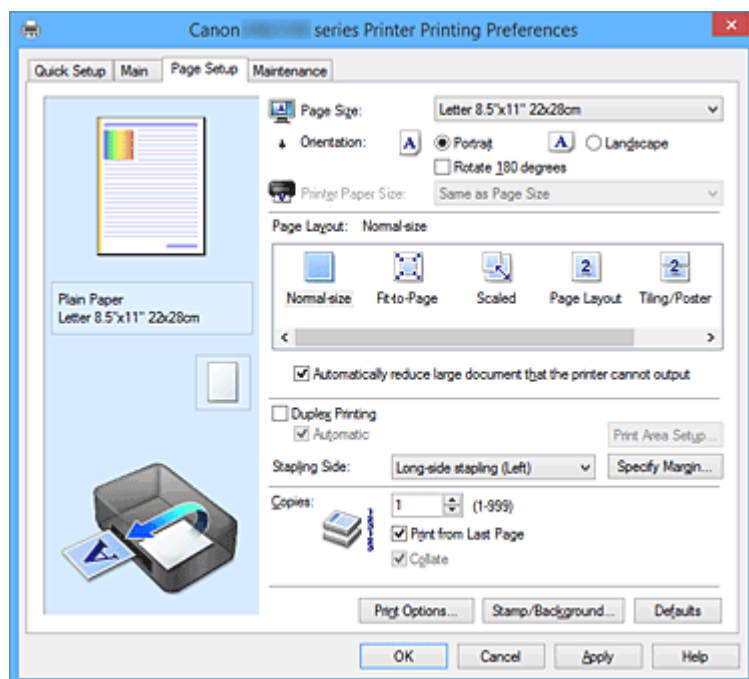 Canon series Printer Printing Preferences
Quick Setup Main Page Setup Maintenance
Page Size: Letter 8.5"x11" 22x28cm
Orientation: A Portrait A Landscape
Rotate 180 degrees
Printer Paper Size: Same as Page Size
Page Layout: Normal-size
2 2
Normal-size Fit-to-Page Scaled Page Layout Tiling/Poster
Plain Paper
Letter 8.5"x11" 22x28cm
Automatically reduce large document that the printer cannot output
Duplex Printing
Automatic
Print Area Setup...
Stapling Side: Long-side stapling (Left) Specify Margin...
Copies: 1 (1-999)
Print from Last Page
Collate
A
Print Options... Stamp/Background... Defaults
OK Cancel Apply Help